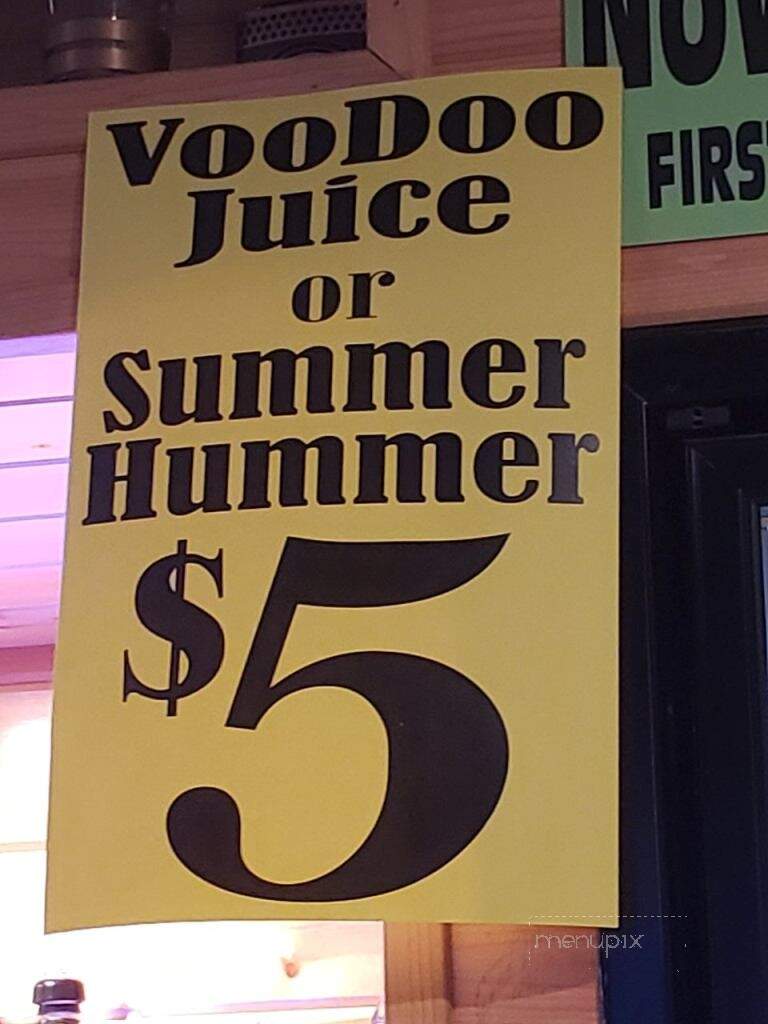 VooDoo
Juice
or
Summer
Hummer
$5
FIRS
menupix